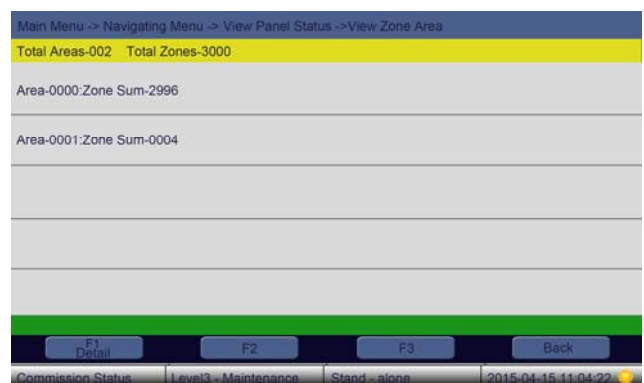 Main Menu -> Navigating Menu -> View Panel Status ->View Zone Area
Total Areas-002 Total Zones-3000
Area-0000:Zone Sum-2996
Area-0001:Zone Sum-0004
F1
Detail
F2
F3
Back
Commission Status
Level3 - Maintenance
Stand - alone
2015-04-15 11:04:22